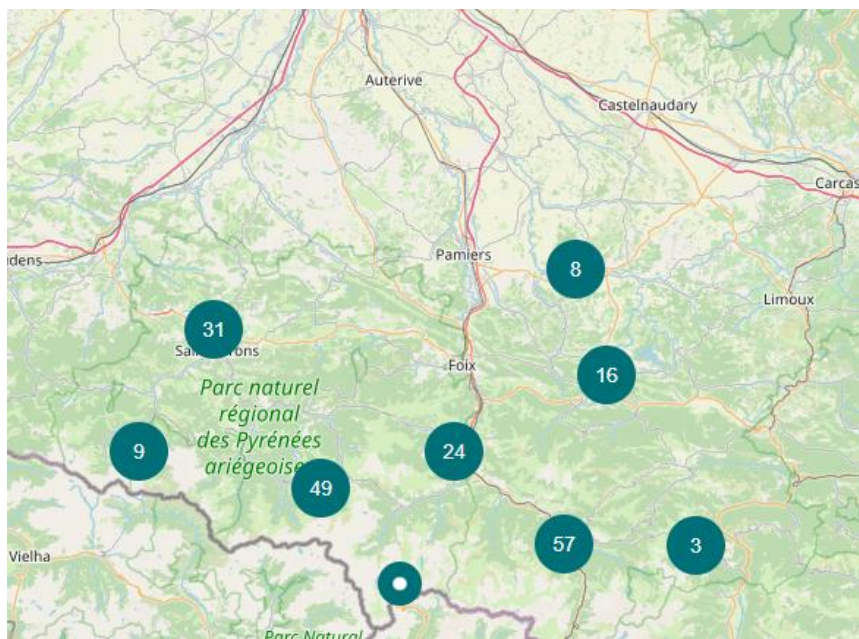 Auterive
Castelnaudary
Carcas
Pamiers
dens
8
Limoux
31
Foix
16
Parc naturel
régional
des Pyrénées
9
24
49
57
3
Vielha
Parc Natural